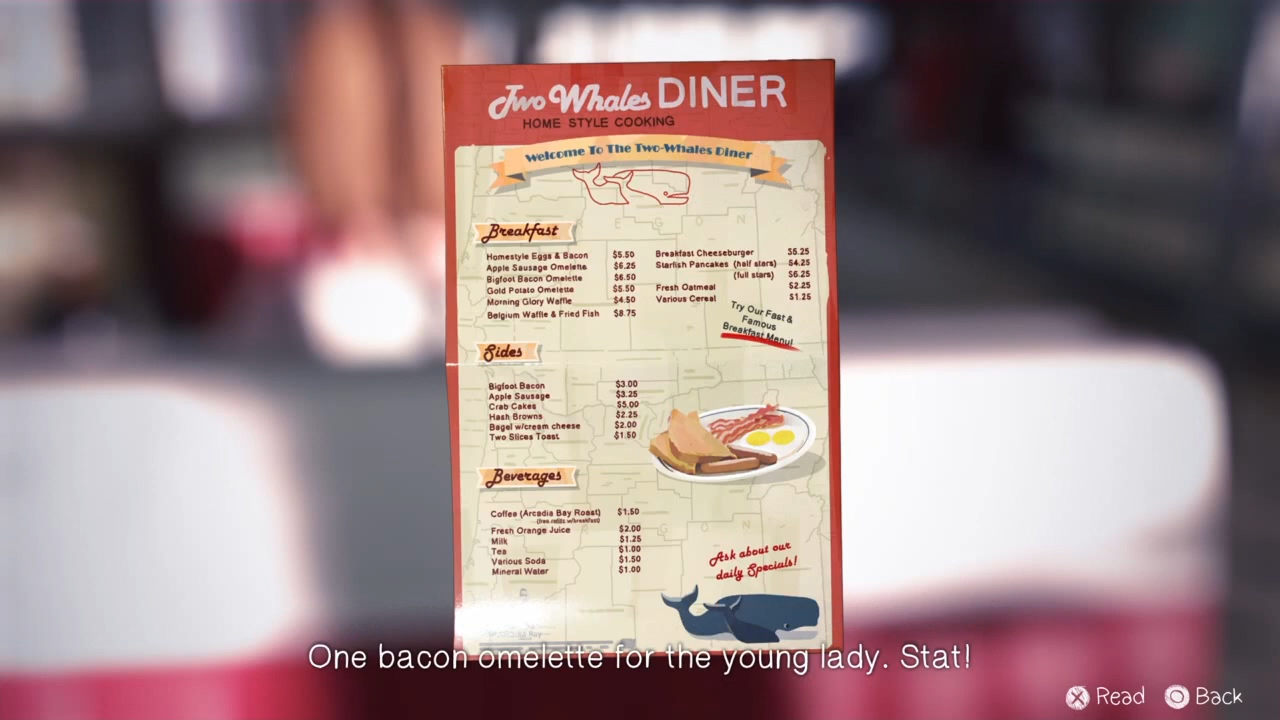 Two Whales DINER
HOME STYLE COOKING
Welcome To The Two-Whales Diner
OREGON
Breakfast
Homestyle Eggs & Bacon $5.50
Apple Sausage Omelette $6.25
Bigfoot Bacon Omelette $6.50
Gold Potato Omelette $5.50
Morning Glory Waffle $4.50
Belgium Waffle & Fried Fish $8.75
Breakfast Cheeseburger $5.25
Starfish Pancakes (half stars) $4.25
(full stars) $6.25
Fresh Oatmeal $2.25
Various Cereal $1.25
Try Our Fast &
Famous
Breakfast Menu!
Sides
Bigfoot Bacon $3.00
Apple Sausage $3.25
Crab Cakes $5.00
Hash Browns $2.25
Bagel w/cream cheese $2.00
Two Slices Toast $1.50
Beverages
Coffee (Arcadia Bay Roast) $1.50
(free refills w/breakfast)
Fresh Orange Juice $2.00
Milk $1.25
Tea $1.00
Various Soda $1.50
Mineral Water $1.00
Ask about our
daily Specials!
One bacon omelette for the young lady. Stat!
Read Back